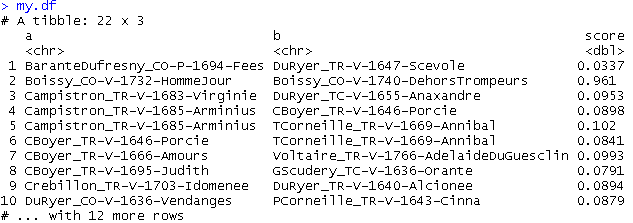 > my.df
# A tibble: 22 x 3
a b score
<chr> <chr> <dbl>
1 BaranteDufresny_CO-P-1694-Fees DuRyer_TR-V-1647-Scevole 0.0337
2 Boissy_CO-V-1732-HommeJour Boissy_CO-V-1740-DehorsTrompeurs 0.961
3 Campistron_TR-V-1683-Virginie DuRyer_TC-V-1655-Anaxandre 0.0953
4 Campistron_TR-V-1685-Arminius CBoyer_TR-V-1646-Porcie 0.0898
5 Campistron_TR-V-1685-Arminius TCorneille_TR-V-1669-Annibal 0.102
6 CBoyer_TR-V-1646-Porcie TCorneille_TR-V-1669-Annibal 0.0841
7 CBoyer_TR-V-1666-Amours Voltaire_TR-V-1766-AdelaideDuGuesclin 0.0993
8 CBoyer_TR-V-1695-Judith GScudery_TC-V-1636-Orante 0.0791
9 Crebillon_TR-V-1703-Idomenee DuRyer_TR-V-1640-Alcionee 0.0894
10 DuRyer_CO-V-1636-Vendanges PCorneille_TR-V-1643-Cinna 0.0879
# ... with 12 more rows